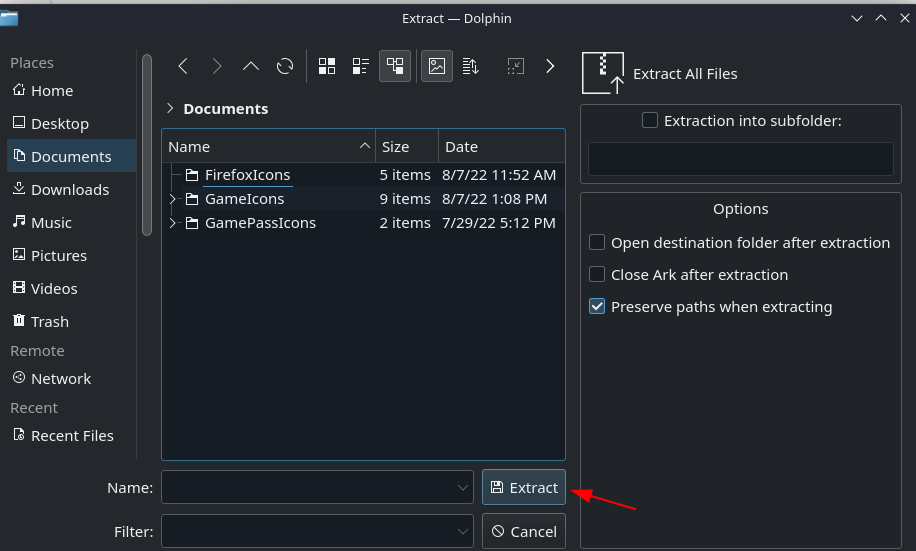 Extract — Dolphin
Places
Home
Desktop
Documents
Downloads
Music
Pictures
Videos
Trash
Remote
Network
Recent
Recent Files
Documents
Name Size Date
FirefoxIcons 5 items 8/7/22 11:52 AM
GameIcons 9 items 8/7/22 1:08 PM
GamePassIcons 2 items 7/29/22 5:12 PM
Name: Extract
Filter: Cancel
Extract All Files
Extraction into subfolder:
Options
Open destination folder after extraction
Close Ark after extraction
Preserve paths when extracting